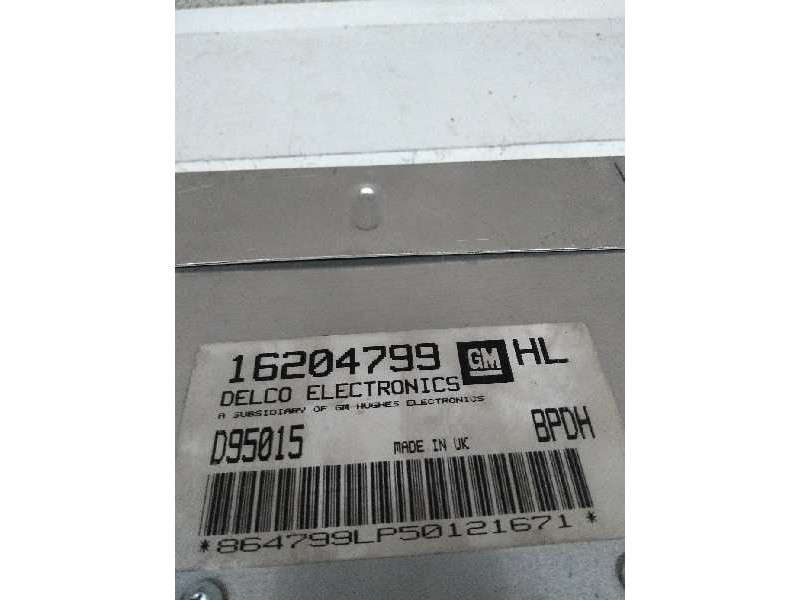 16204799 GM HL
DELCO ELECTRONICS
A SUBSIDIARY OF GM HUGHES ELECTRONICS
D95015 MADE IN UK BPDH
*864799LP50121671*